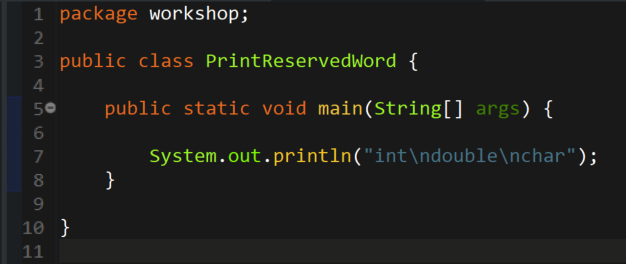 1 package workshop;
2
3 public class PrintReservedWord {
4
5 public static void main(String[] args) {
6
7 System.out.println("int\ndouble\nchar");
8 }
9
10 }
11